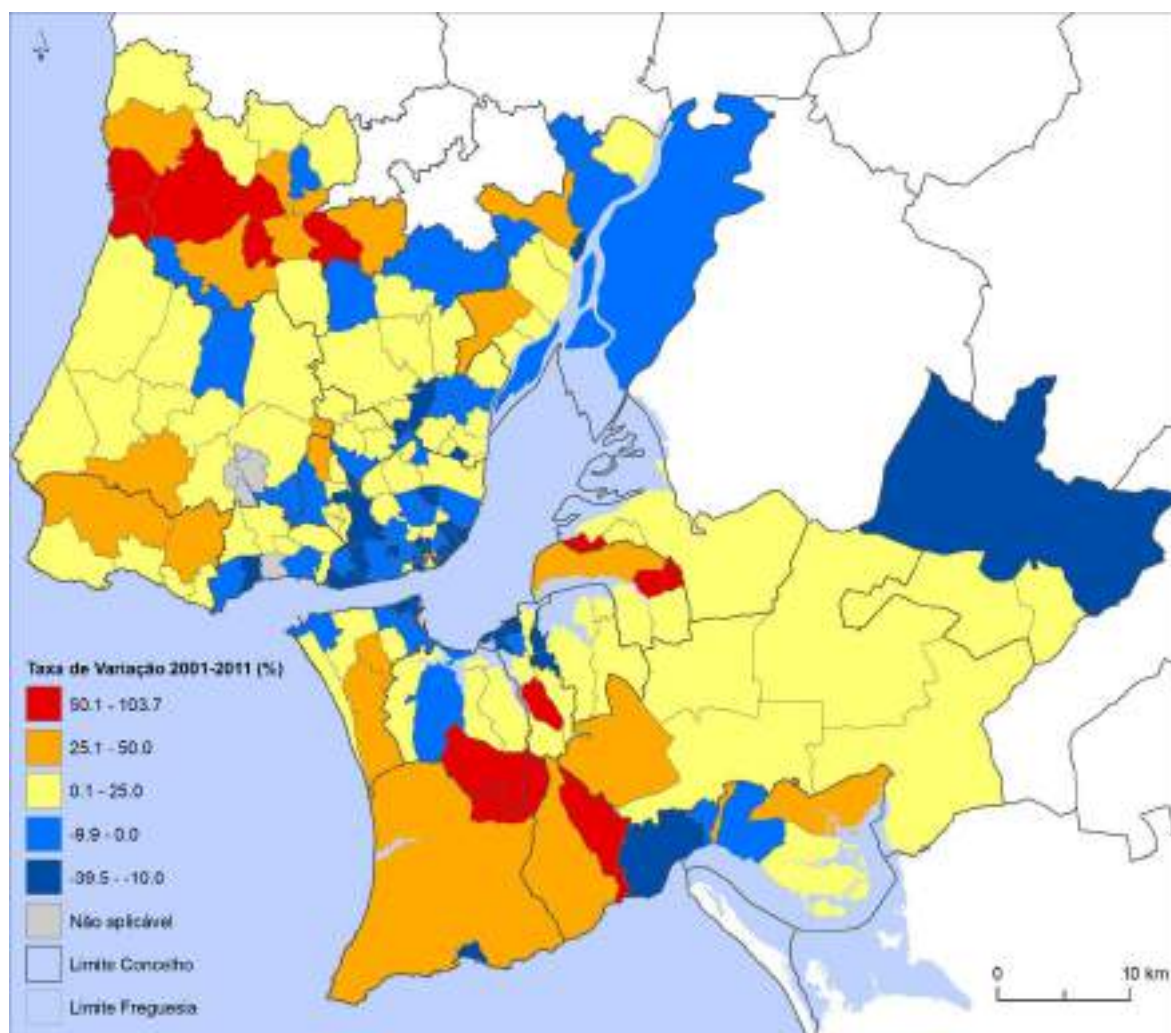 Taxa de Variação 2001-2011 (%)
50.1 - 103.7
25.1 - 50.0
0.1 - 25.0
-9.9 - 0.0
-39.5 - -10.0
Não aplicável
Limite Concelho
Limite Freguesia
0 10 km